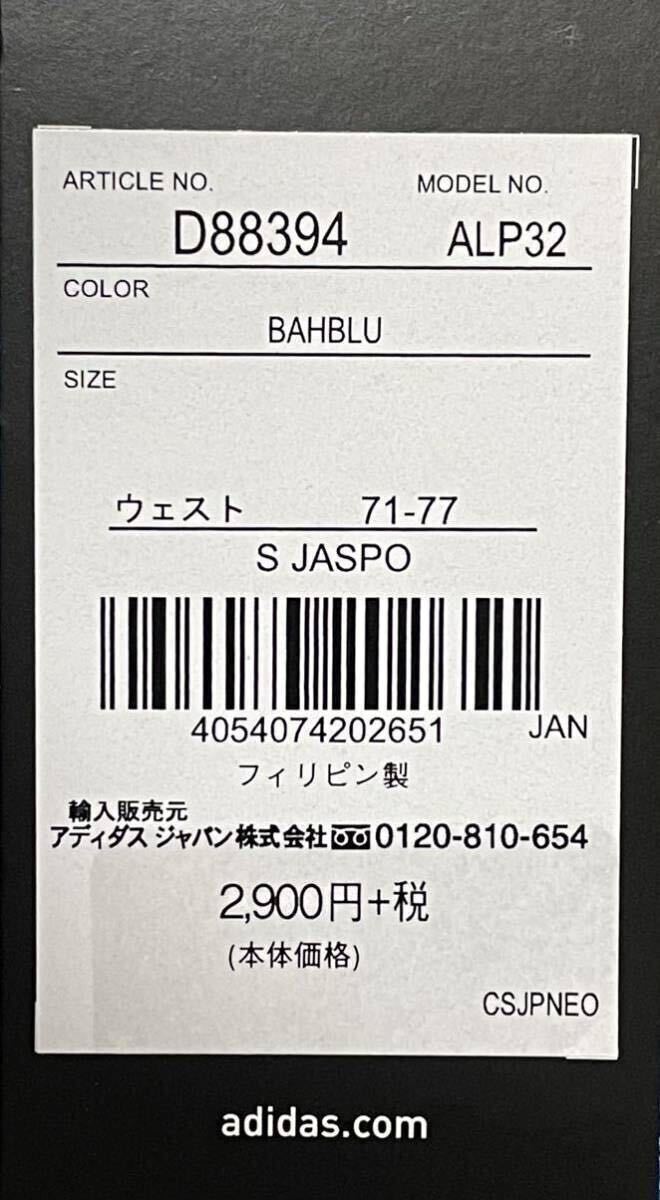 ARTICLE NO. MODEL NO.
D88394 ALP32
COLOR
BAHBLU
SIZE
ウェスト 71-77
S JASPO
4054074202651 JAN
フィリピン製
輸入販売元
アディダス ジャパン株式会社 0120-810-654
2,900円+税
(本体価格)
CSJPNEO
adidas.com